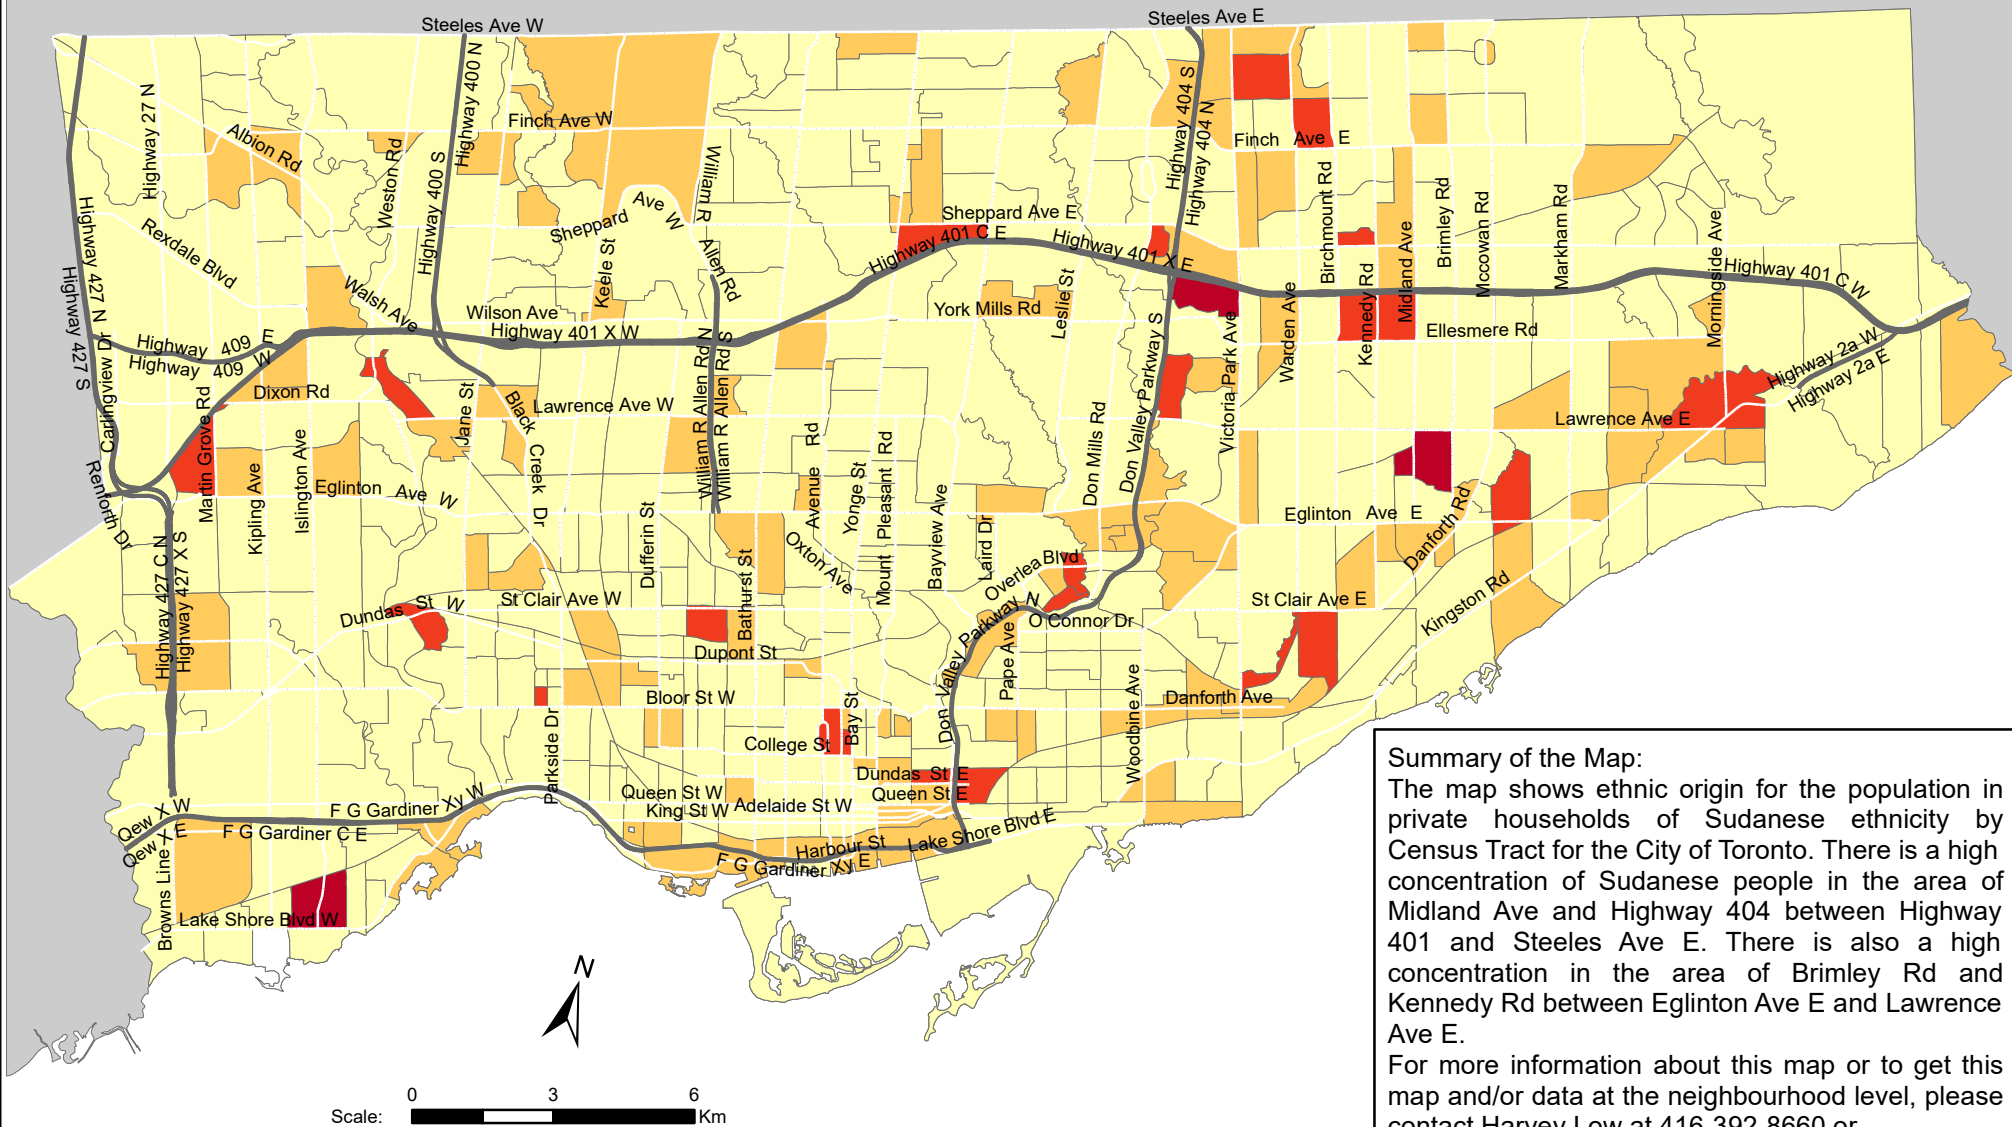 Steeles Ave W
Steeles Ave E
Highway 27 N
Highway 400 N
Highway 404 S
Highway 404 N
Albion Rd
Weston Rd
Highway 400 S
Finch Ave W
Finch Ave E
William R
Allen Rd
Highway 427 N
Highway 427 S
Rexdale Blvd
Sheppard Ave W
Keele St
Sheppard Ave E
Highway 401 C E
Highway 401 X E
Leslie St
Birchmount Rd
Kennedy Rd
Midland Ave
Brimley Rd
Mccowan Rd
Markham Rd
Morningside Ave
Highway 401 C W
Walsh Ave
Wilson Ave
Highway 401 X W
York Mills Rd
Ellesmere Rd
Warden Ave
Victoria Park Ave
Highway 409 E
Highway 409 W
Carlingview Dr
Dixon Rd
Martin Grove Rd
Jane St
Black Creek Dr
Lawrence Ave W
William R Allen Rd N
William R Allen Rd S
Avenue Rd
Yonge St
Mount Pleasant Rd
Don Mills Rd
Don Valley Parkway S
Lawrence Ave E
Highway 2a W
Highway 2a E
Renforth Dr
Kipling Ave
Islington Ave
Eglinton Ave W
Dufferin St
Bathurst St
Oxton Ave
Bayview Ave
Laird Dr
Overlea Blvd
Eglinton Ave E
Danforth Rd
Kingston Rd
Highway 427 C N
Highway 427 X S
Dundas St W
St Clair Ave W
Dupont St
Don Valley Parkway N
Pape Ave
O Connor Dr
St Clair Ave E
Woodbine Ave
Danforth Ave
Parkside Dr
Bloor St W
Bay St
College St
Dundas St E
Queen St E
Queen St W
King St W
Adelaide St W
Qew X W
Qew X E
F G Gardiner Xy W
F G Gardiner C E
Harbour St
F G Gardiner Xy E
Lake Shore Blvd E
Browns Line
Lake Shore Blvd W
N
0 3 6
Scale: Km
Summary of the Map:
The map shows ethnic origin for the population in
private households of Sudanese ethnicity by
Census Tract for the City of Toronto. There is a high
concentration of Sudanese people in the area of
Midland Ave and Highway 404 between Highway
401 and Steeles Ave E. There is also a high
concentration in the area of Brimley Rd and
Kennedy Rd between Eglinton Ave E and Lawrence
Ave E.
For more information about this map or to get this
map and/or data at the neighbourhood level, please
contact Harvey Low at 416-392-8660 or